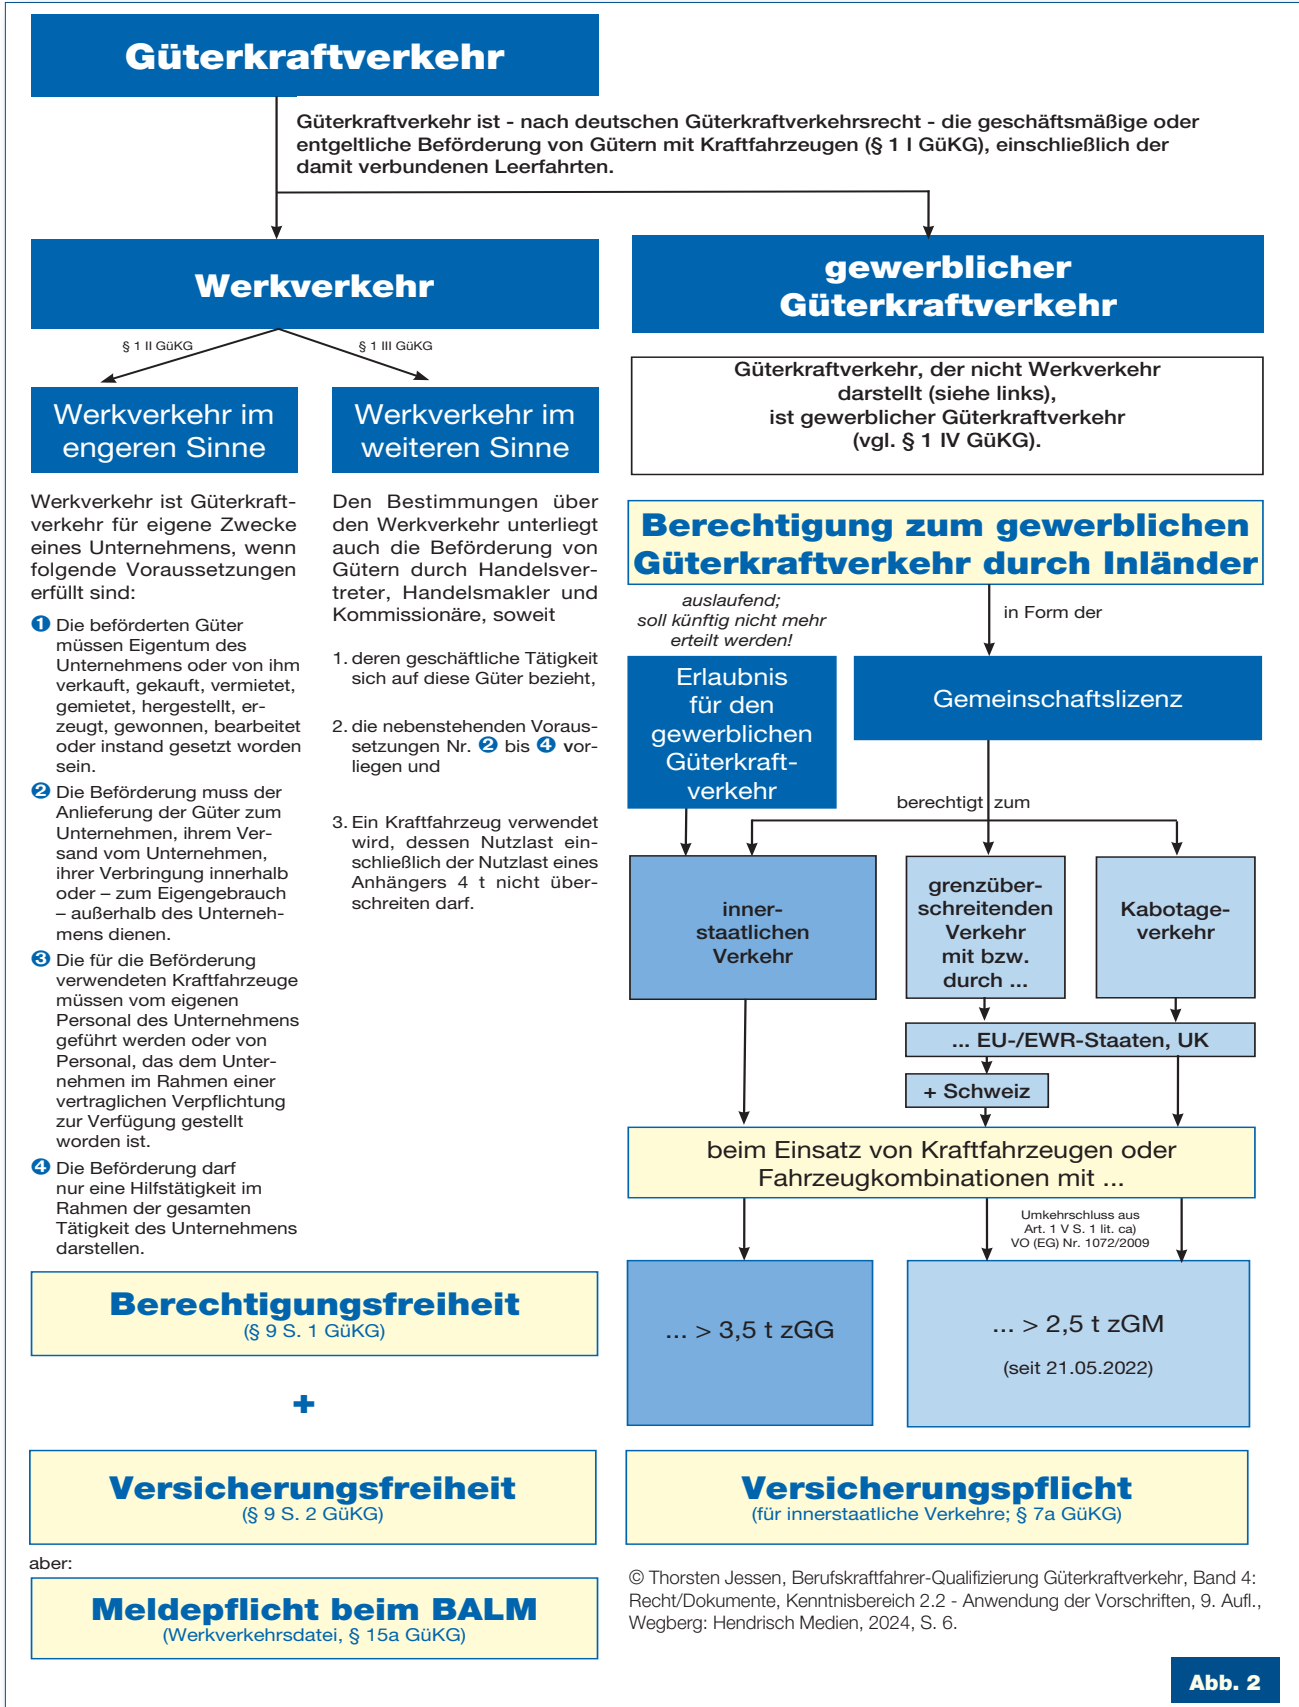 Güterkraftverkehr
Güterkraftverkehr ist - nach deutschen Güterkraftverkehrsrecht - die geschäftsmäßige oder
entgeltliche Beförderung von Gütern mit Kraftfahrzeugen (§ 1 I GüKG), einschließlich der
damit verbundenen Leerfahrten.
Werkverkehr
§ 1 II GüKG
§ 1 III GüKG
Werkverkehr im
engeren Sinne
Werkverkehr im
weiteren Sinne
Werkverkehr ist Güterkraft-
verkehr für eigene Zwecke
eines Unternehmens, wenn
folgende Voraussetzungen
erfüllt sind:
1 Die beförderten Güter
müssen Eigentum des
Unternehmens oder von ihm
verkauft, gekauft, vermietet,
gemietet, hergestellt, er-
zeugt, gewonnen, bearbeitet
oder instand gesetzt worden
sein.
2 Die Beförderung muss der
Anlieferung der Güter zum
Unternehmen, ihrem Ver-
sand vom Unternehmen,
ihrer Verbringung innerhalb
oder – zum Eigengebrauch
– außerhalb des Unterneh-
mens dienen.
3 Die für die Beförderung
verwendeten Kraftfahrzeuge
müssen vom eigenen
Personal des Unternehmens
geführt werden oder von
Personal, das dem Unter-
nehmen im Rahmen einer
vertraglichen Verpflichtung
zur Verfügung gestellt
worden ist.
4 Die Beförderung darf
nur eine Hilfstätigkeit im
Rahmen der gesamten
Tätigkeit des Unternehmens
darstellen.
Den Bestimmungen über
den Werkverkehr unterliegt
auch die Beförderung von
Gütern durch Handelsver-
treter, Handelsmakler und
Kommissionäre, soweit
1. deren geschäftliche Tätigkeit
sich auf diese Güter bezieht,
2. die nebenstehenden Voraus-
setzungen Nr. 2 bis 4 vor-
liegen und
3. Ein Kraftfahrzeug verwendet
wird, dessen Nutzlast ein-
schließlich der Nutzlast eines
Anhängers 4 t nicht über-
schreiten darf.
Berechtigungsfreiheit
(§ 9 S. 1 GüKG)
+
Versicherungsfreiheit
(§ 9 S. 2 GüKG)
aber:
Meldepflicht beim BALM
(Werkverkehrsdatei, § 15a GüKG)
gewerblicher
Güterkraftverkehr
Güterkraftverkehr, der nicht Werkverkehr
darstellt (siehe links),
ist gewerblicher Güterkraftverkehr
(vgl. § 1 IV GüKG).
Berechtigung zum gewerblichen
Güterkraftverkehr durch Inländer
auslaufend;
soll künftig nicht mehr
erteilt werden!
in Form der
Erlaubnis
für den
gewerblichen
Güterkraft-
verkehr
Gemeinschaftslizenz
berechtigt zum
inner-
staatlichen
Verkehr
grenzüber-
schreitenden
Verkehr
mit bzw.
durch ...
Kabotage-
verkehr
... EU-/EWR-Staaten, UK
+ Schweiz
beim Einsatz von Kraftfahrzeugen oder
Fahrzeugkombinationen mit ...
Umkehrschluss aus
Art. 1 V S. 1 lit. ca)
VO (EG) Nr. 1072/2009
... > 3,5 t zGG
... > 2,5 t zGM
(seit 21.05.2022)
Versicherungspflicht
(für innerstaatliche Verkehre; § 7a GüKG)
© Thorsten Jessen, Berufskraftfahrer-Qualifizierung Güterkraftverkehr, Band 4:
Recht/Dokumente, Kenntnisbereich 2.2 - Anwendung der Vorschriften, 9. Aufl.,
Wegberg: Hendrisch Medien, 2024, S. 6.
Abb. 2